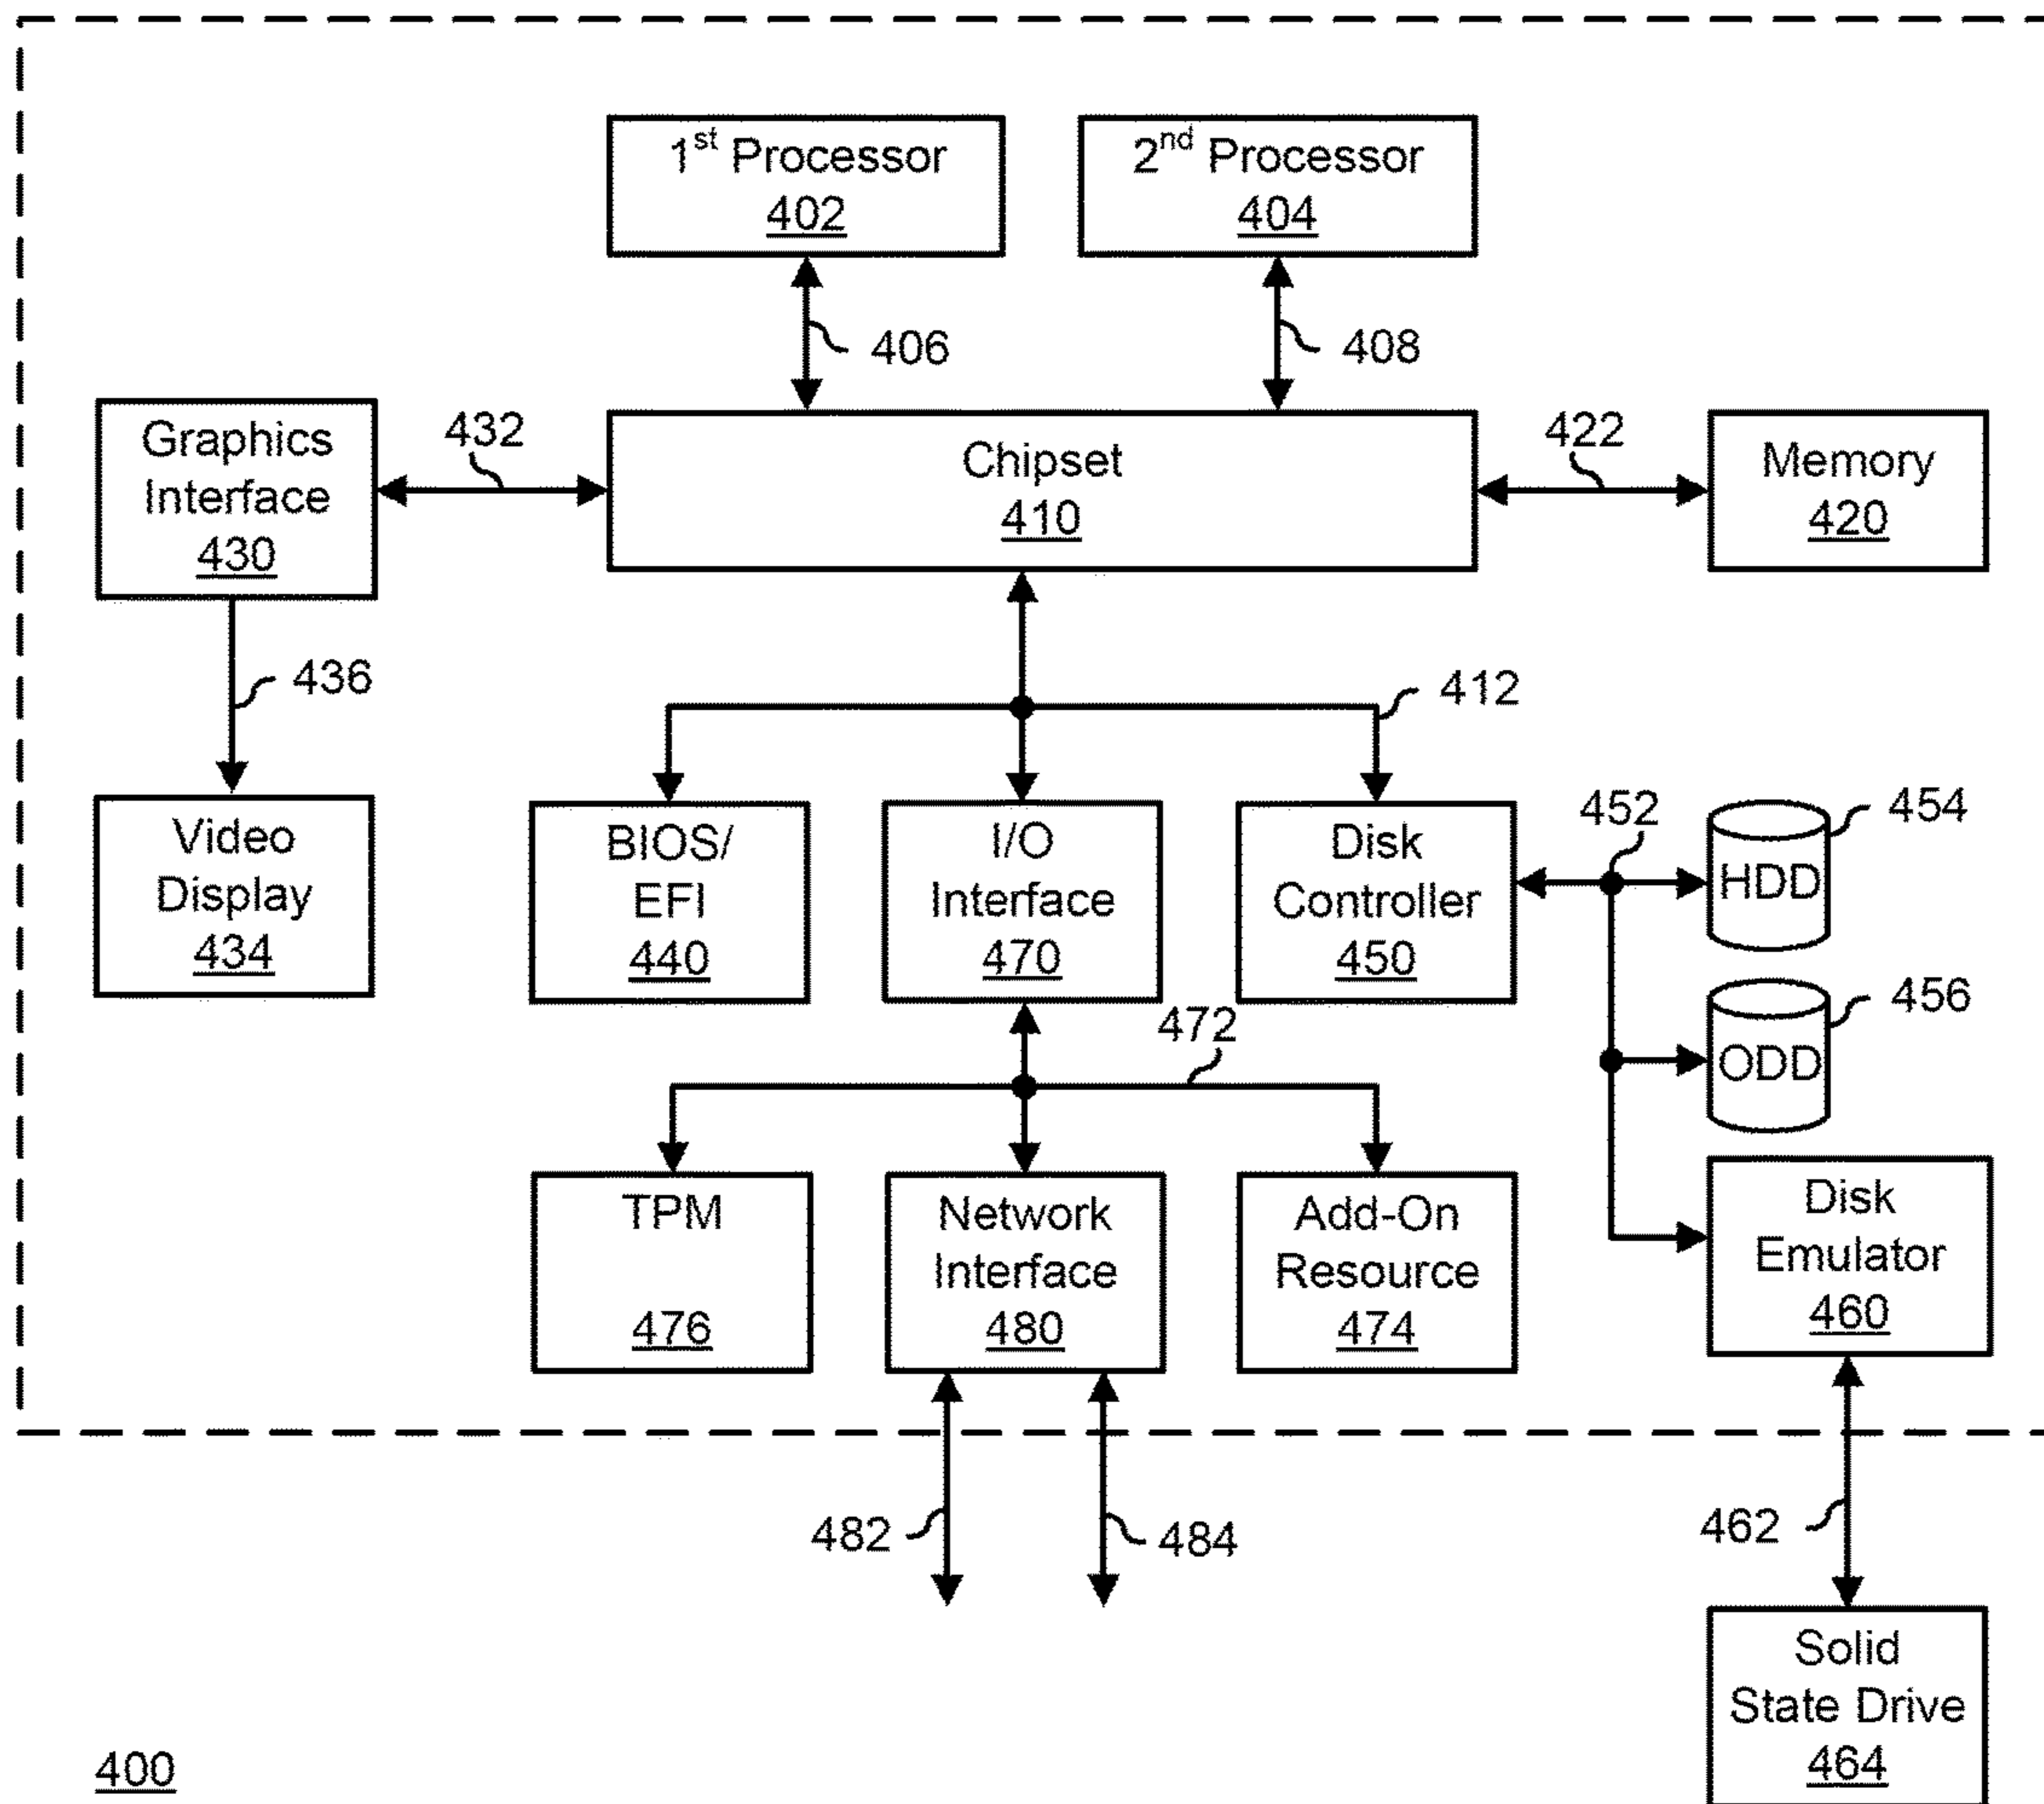 1st Processor
402
2nd Processor
404
406
408
Graphics
Interface
430
432
Chipset
410
422
Memory
420
436
412
Video
Display
434
BIOS/
EFI
440
I/O
Interface
470
Disk
Controller
450
452
HDD
454
ODD
456
472
TPM
476
Network
Interface
480
Add-On
Resource
474
Disk
Emulator
460
482
484
462
Solid
State Drive
464
400